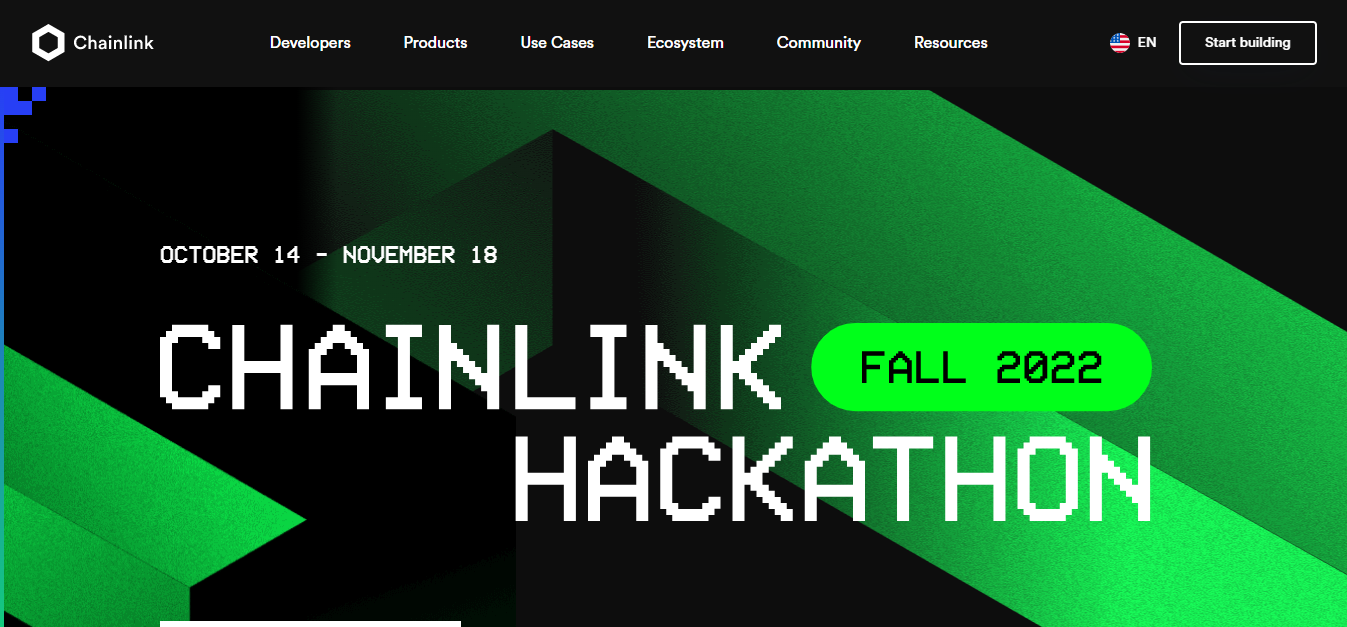 Chainlink
Developers Products Use Cases Ecosystem Community Resources EN Start building
OCTOBER 14 - NOVEMBER 18
CHAINLINK FALL 2022
HACKATHON